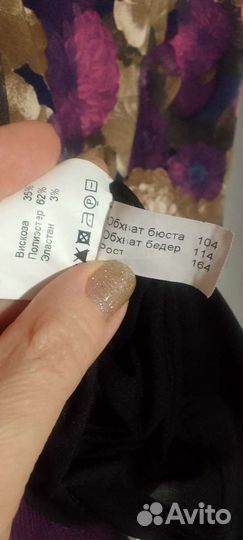 Вискоза 35%
Полиэстер 62%
Эластан 3%
Обхват бюста 104
Обхват бедер 114
Рост 164
Avito